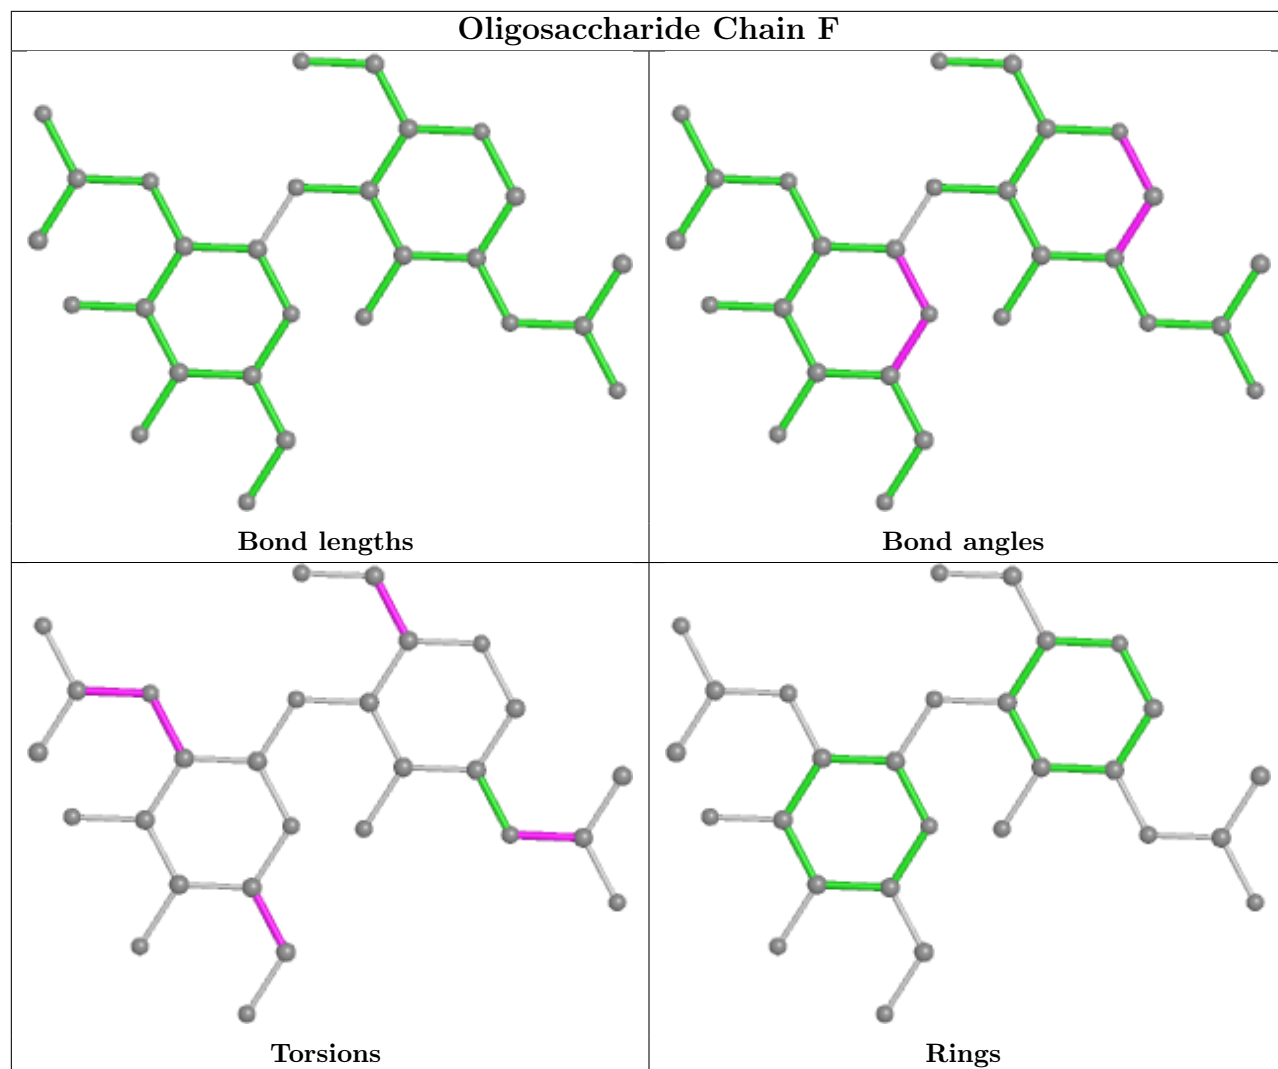 Oligosaccharide Chain F
Bond lengths
Bond angles
Torsions
Rings